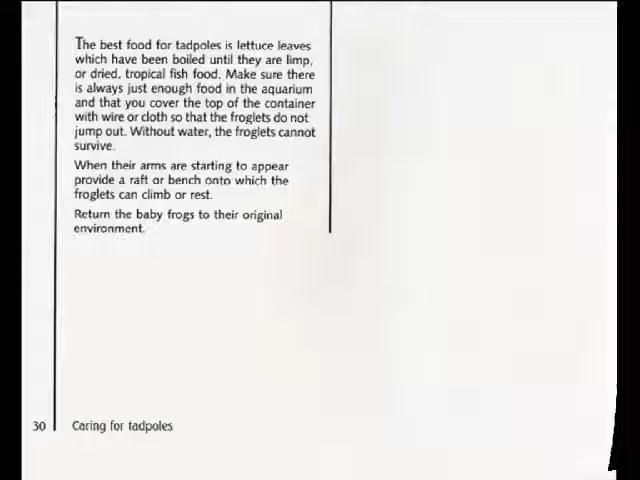 The best food for tadpoles is lettuce leaves
which have been boiled until they are limp,
or dried, tropical fish food. Make sure there
is always just enough food in the aquarium
and that you cover the top of the container
with wire or cloth so that the froglets do not
jump out. Without water, the froglets cannot
survive.
When their arms are starting to appear
provide a raft or bench onto which the
froglets can climb or rest.
Return the baby frogs to their original
environment.
30 Caring for tadpoles